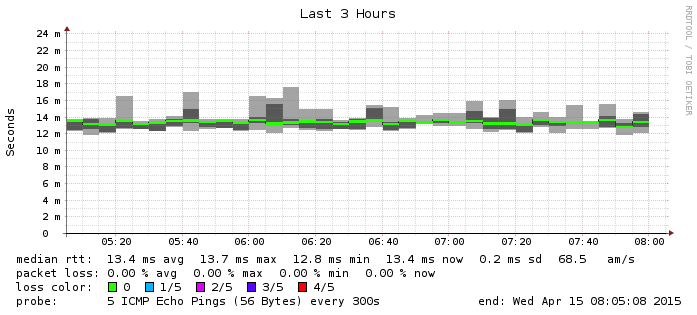 Last 3 Hours
RRDTOOL / TOBI OETIKER
Seconds
24 m
22 m
20 m
18 m
16 m
14 m
12 m
10 m
8 m
6 m
4 m
2 m
0
05:20 05:40 06:00 06:20 06:40 07:00 07:20 07:40 08:00
median rtt: 13.4 ms avg 13.7 ms max 12.8 ms min 13.4 ms now 0.2 ms sd 68.5 am/s
packet loss: 0.00 % avg 0.00 % max 0.00 % min 0.00 % now
loss color: 0 1/5 2/5 3/5 4/5
probe: 5 ICMP Echo Pings (56 Bytes) every 300s end: Wed Apr 15 08:05:08 2015